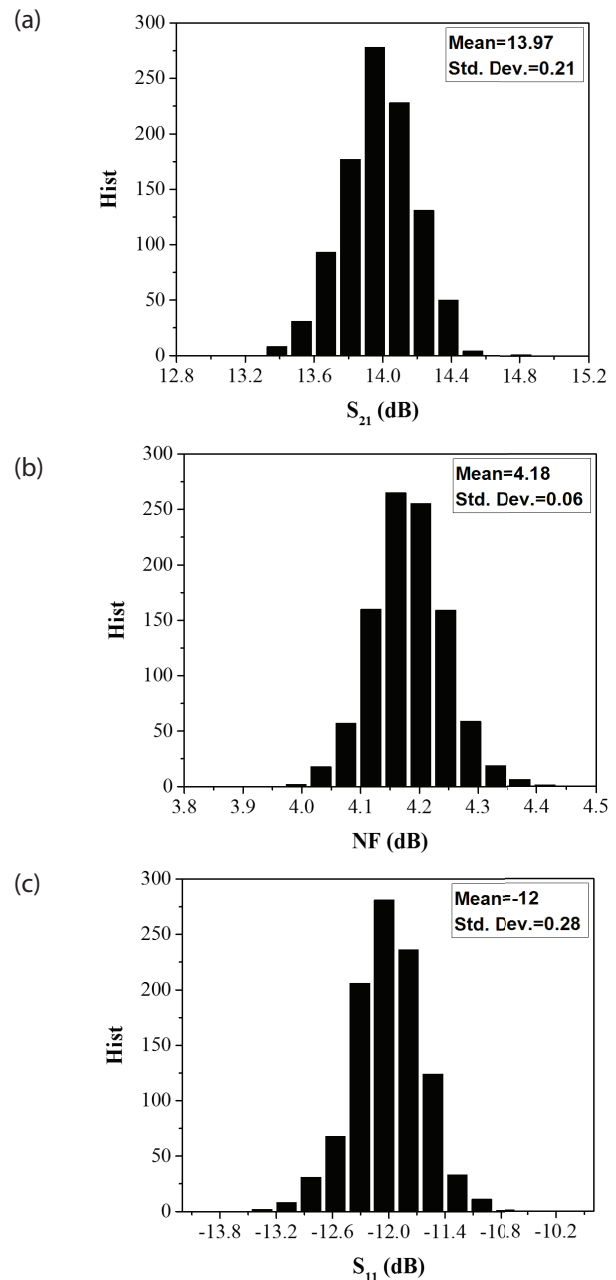 (a)
300
250
200
150
100
50
0
Hist
Mean=13.97
Std. Dev.=0.21
12.8 13.2 13.6 14.0 14.4 14.8 15.2
S21 (dB)
(b)
300
250
200
150
100
50
0
Hist
Mean=4.18
Std. Dev.=0.06
3.8 3.9 4.0 4.1 4.2 4.3 4.4 4.5
NF (dB)
(c)
300
250
200
150
100
50
0
Hist
Mean=-12
Std. Dev.=0.28
-13.8 -13.2 -12.6 -12.0 -11.4 -10.8 -10.2
S11 (dB)